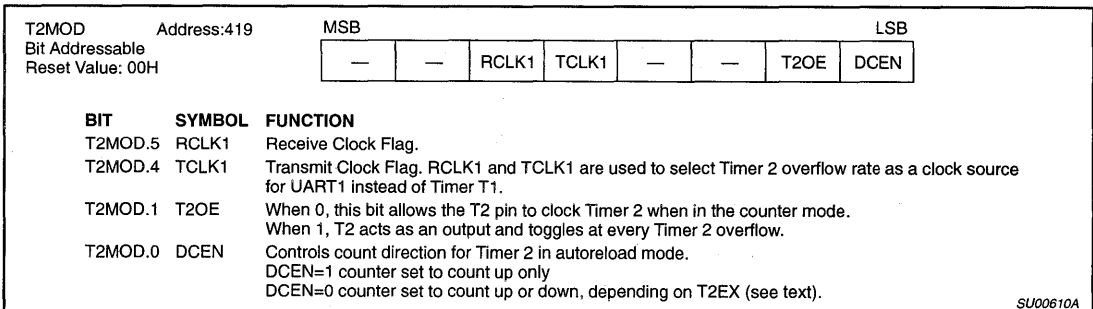 T2MOD Address:419 MSB LSB
Bit Addressable
Reset Value: 00H
— — RCLK1 TCLK1 — — T2OE DCEN
BIT SYMBOL FUNCTION
T2MOD.5 RCLK1 Receive Clock Flag.
T2MOD.4 TCLK1 Transmit Clock Flag. RCLK1 and TCLK1 are used to select Timer 2 overflow rate as a clock source
for UART1 instead of Timer T1.
T2MOD.1 T2OE When 0, this bit allows the T2 pin to clock Timer 2 when in the counter mode.
When 1, T2 acts as an output and toggles at every Timer 2 overflow.
T2MOD.0 DCEN Controls count direction for Timer 2 in autoreload mode.
DCEN=1 counter set to count up only
DCEN=0 counter set to count up or down, depending on T2EX (see text).
SU00610A